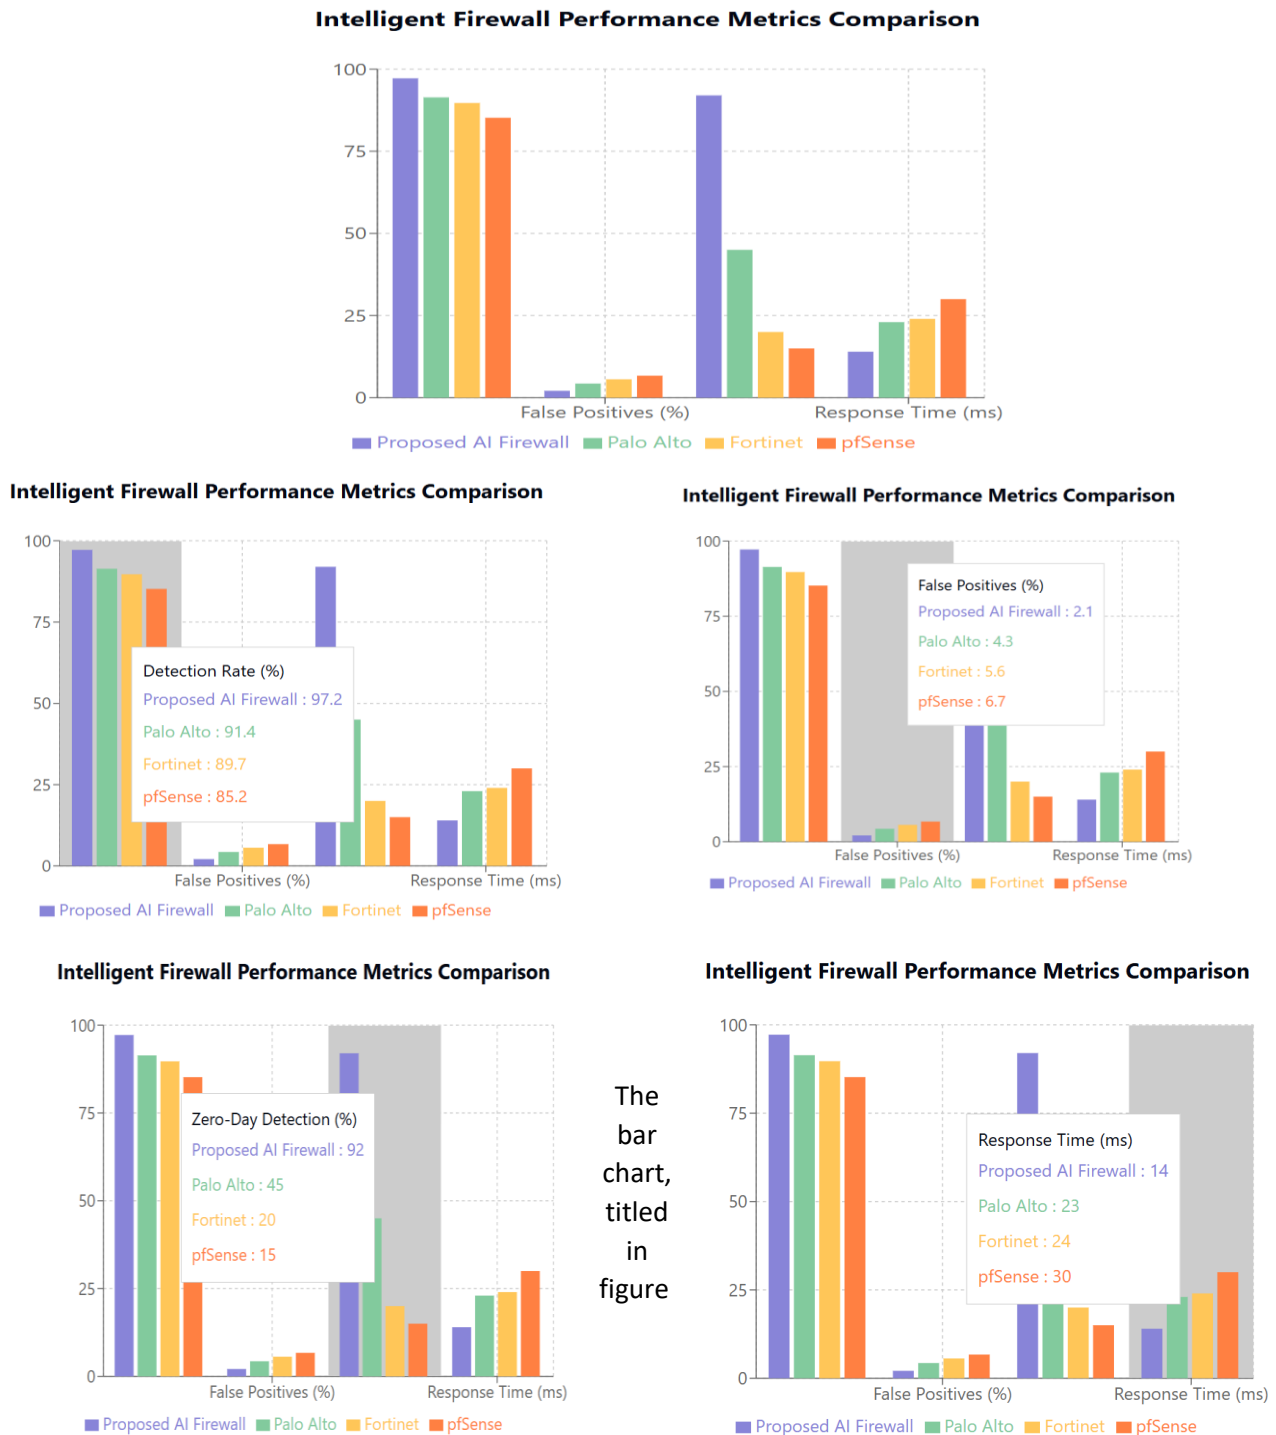 Intelligent Firewall Performance Metrics Comparison
100
75
50
25
0
False Positives (%) Response Time (ms)
Proposed AI Firewall Palo Alto Fortinet pfSense
Intelligent Firewall Performance Metrics Comparison
100
75
50
25
0
Detection Rate (%)
Proposed AI Firewall : 97.2
Palo Alto : 91.4
Fortinet : 89.7
pfSense : 85.2
False Positives (%) Response Time (ms)
Proposed AI Firewall Palo Alto Fortinet pfSense
Intelligent Firewall Performance Metrics Comparison
100
75
50
25
0
False Positives (%)
Proposed AI Firewall : 2.1
Palo Alto : 4.3
Fortinet : 5.6
pfSense : 6.7
False Positives (%) Response Time (ms)
Proposed AI Firewall Palo Alto Fortinet pfSense
Intelligent Firewall Performance Metrics Comparison
100
75
50
25
0
Zero-Day Detection (%)
Proposed AI Firewall : 92
Palo Alto : 45
Fortinet : 20
pfSense : 15
False Positives (%) Response Time (ms)
Proposed AI Firewall Palo Alto Fortinet pfSense
The
bar
chart,
titled
in
figure
Intelligent Firewall Performance Metrics Comparison
100
75
50
25
0
Response Time (ms)
Proposed AI Firewall : 14
Palo Alto : 23
Fortinet : 24
pfSense : 30
False Positives (%) Response Time (ms)
Proposed AI Firewall Palo Alto Fortinet pfSense